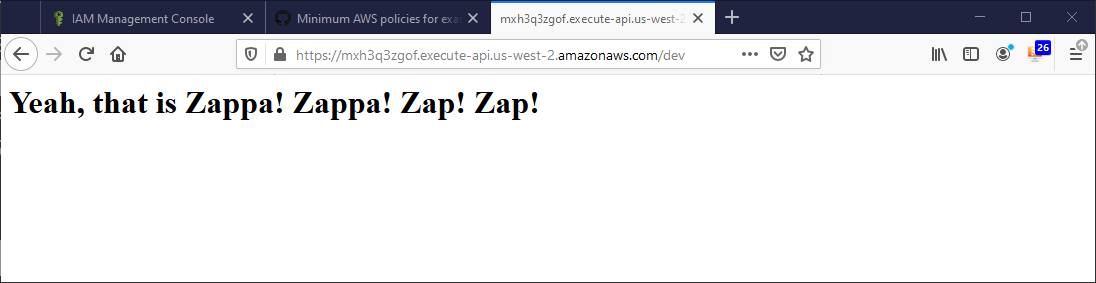 IAM Management Console
Minimum AWS policies for exa
mxh3q3zgof.execute-api.us-west-2
https://mxh3q3zgof.execute-api.us-west-2.amazonaws.com/dev
26
Yeah, that is Zappa! Zappa! Zap! Zap!